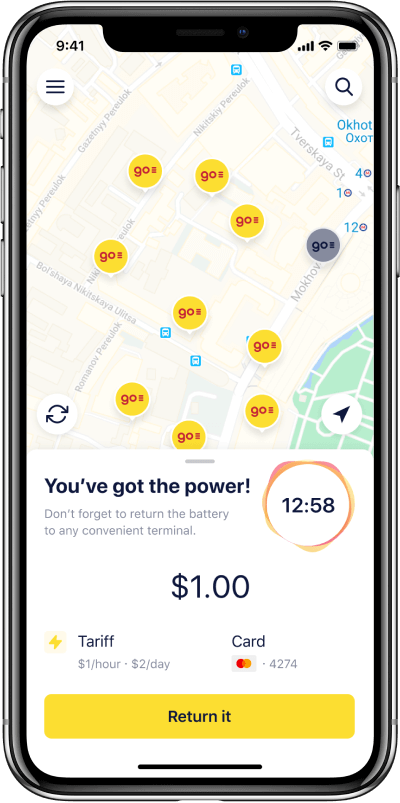 9:41
Gazetnyy Pereulok
Nikitskiy Pereulok
Okhot
Охот
Tverskaya St
4
1
go
go
go
12
go
go
Nik
Mokhov
etnyy Pereulok
Bol'shaya Nikitskaya Ulitsa
go
go
Romanov Pereulok
go
go
go
You've got the power!
12:58
Don't forget to return the battery
to any convenient terminal.
$1.00
Tariff
Card
$1/hour · $2/day
· 4274
Return it